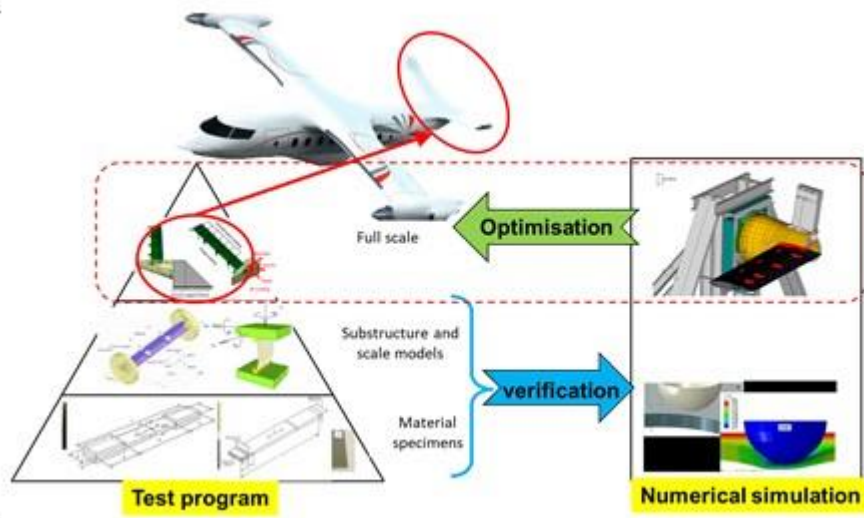 Full scale
Optimisation
Substructure and
scale models
verification
Material
specimens
Test program
Numerical simulation